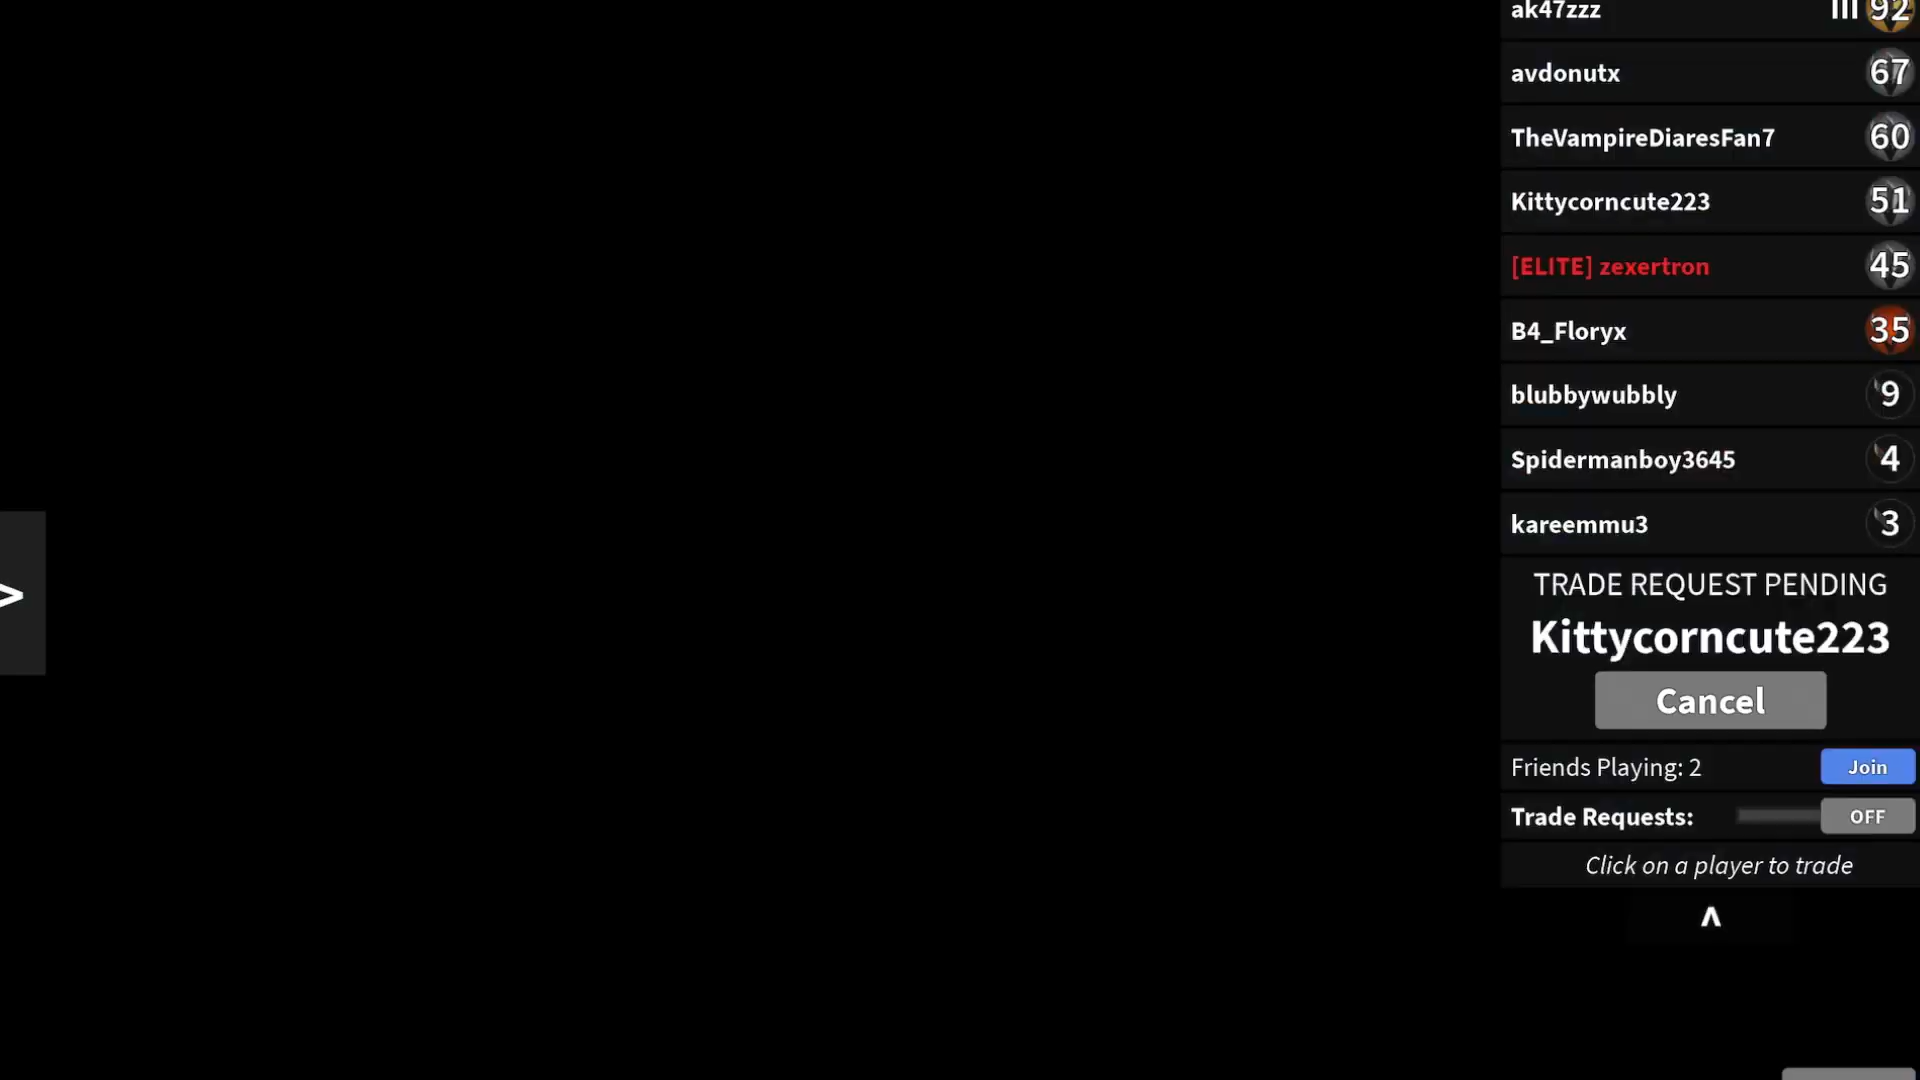 ak47zzz III 92
avdonutx 67
TheVampireDiaresFan7 60
Kittycorncute223 51
[ELITE] zexertron 45
B4_Floryx 35
blubbywubbly 9
Spidermanboy3645 4
kareemmu3 3
>
TRADE REQUEST PENDING
Kittycorncute223
Cancel
Friends Playing: 2 Join
Trade Requests: OFF
Click on a player to trade
^